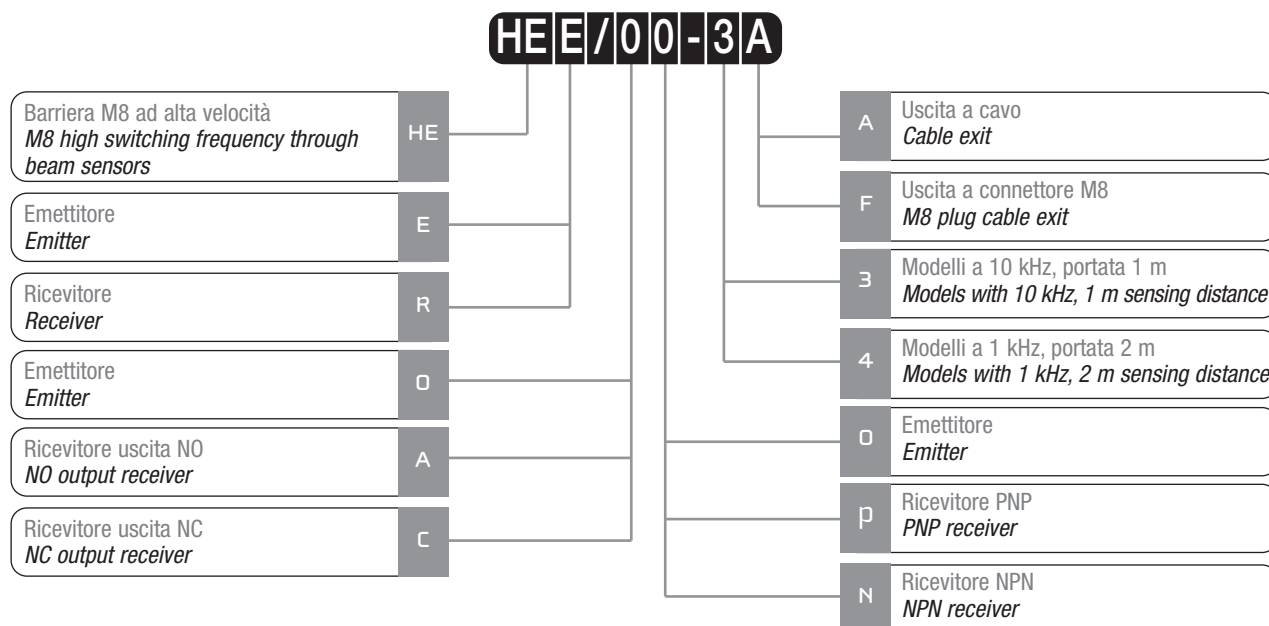 HEE/00-3A
Barriera M8 ad alta velocità
M8 high switching frequency through
beam sensors
HE
Emettitore
Emitter
E
Ricevitore
Receiver
R
Emettitore
Emitter
0
Ricevitore uscita NO
NO output receiver
A
Ricevitore uscita NC
NC output receiver
C
A
Uscita a cavo
Cable exit
F
Uscita a connettore M8
M8 plug cable exit
3
Modelli a 10 kHz, portata 1 m
Models with 10 kHz, 1 m sensing distance
4
Modelli a 1 kHz, portata 2 m
Models with 1 kHz, 2 m sensing distance
0
Emettitore
Emitter
P
Ricevitore PNP
PNP receiver
N
Ricevitore NPN
NPN receiver